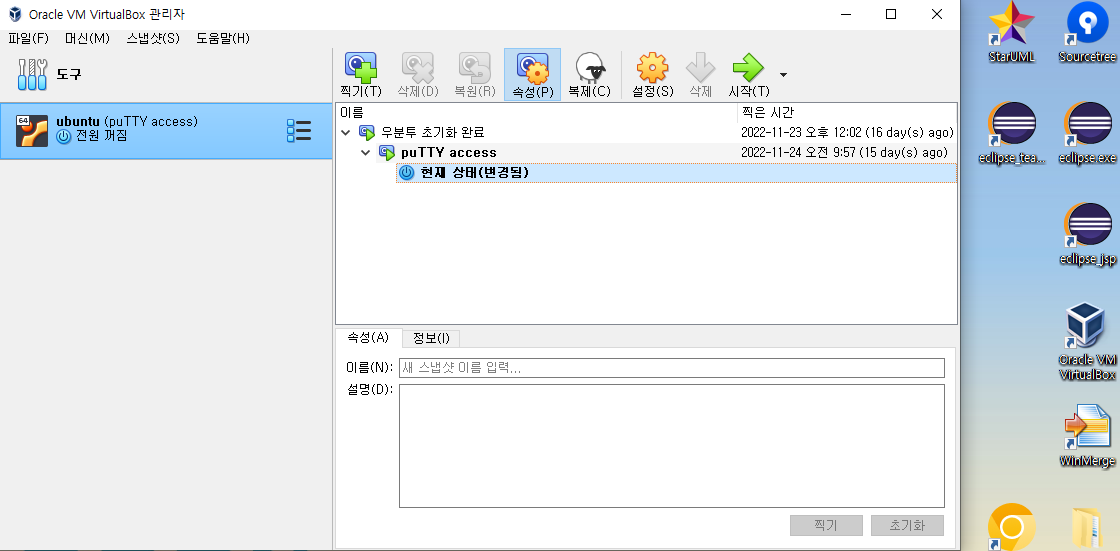 Oracle VM VirtualBox 관리자
파일(F) 머신(M) 스냅샷(S) 도움말(H)
도구
찍기(T) 삭제(D) 복원(R) 속성(P) 복제(C) 설정(S) 삭제 시작(T)
64
ubuntu (puTTY access)
전원 꺼짐
이름 찍은 시간
우분투 초기화 완료 2022-11-23 오후 12:02 (16 day(s) ago)
puTTY access 2022-11-24 오전 9:57 (15 day(s) ago)
현재 상태(변경됨)
속성(A) 정보(I)
이름(N): 새 스냅샷 이름 입력...
설명(D):
찍기 초기화
StarUML Sourcetree
eclipse_tea... eclipse.exe
eclipse_jsp
Oracle VM
VirtualBox
WinMerge